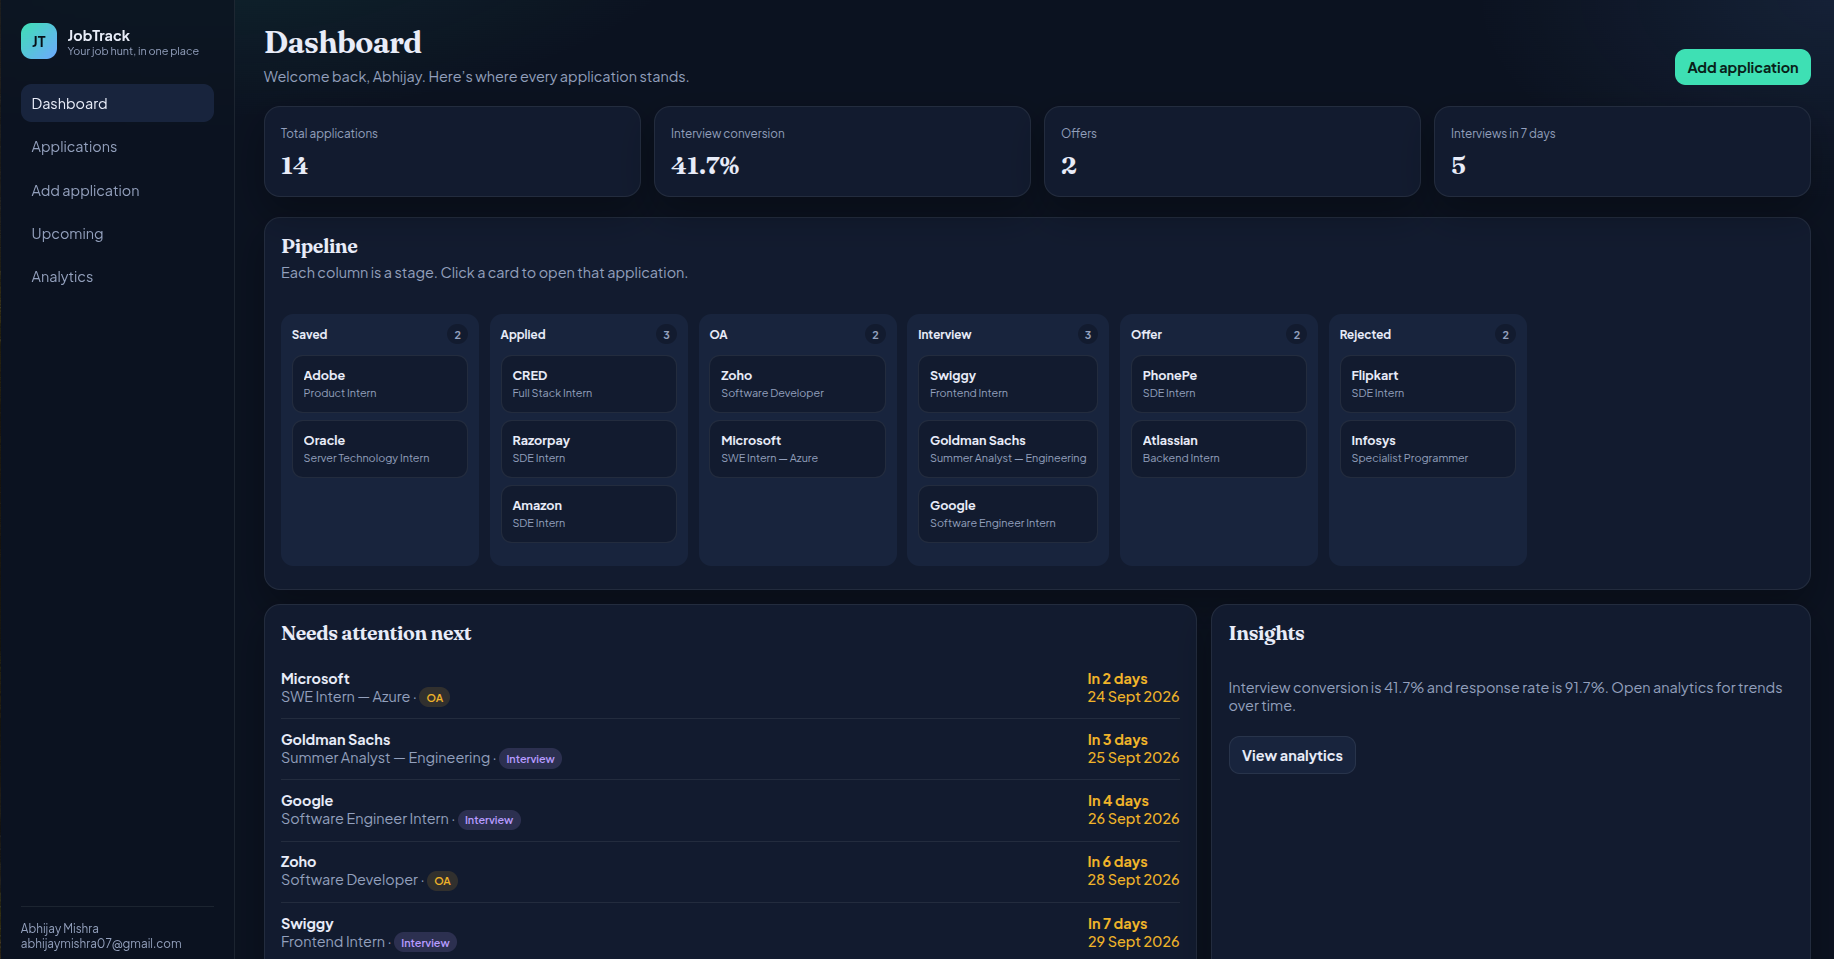 JT
JobTrack
Your job hunt, in one place
Dashboard
Applications
Add application
Upcoming
Analytics
Abhijay Mishra
abhijaymishra07@gmail.com
Dashboard
Welcome back, Abhijay. Here's where every application stands.
Add application
Total applications
14
Interview conversion
41.7%
Offers
2
Interviews in 7 days
5
Pipeline
Each column is a stage. Click a card to open that application.
Saved 2
Adobe
Product Intern
Oracle
Server Technology Intern
Applied 3
CRED
Full Stack Intern
Razorpay
SDE Intern
Amazon
SDE Intern
OA 2
Zoho
Software Developer
Microsoft
SWE Intern — Azure
Interview 3
Swiggy
Frontend Intern
Goldman Sachs
Summer Analyst — Engineering
Google
Software Engineer Intern
Offer 2
PhonePe
SDE Intern
Atlassian
Backend Intern
Rejected 2
Flipkart
SDE Intern
Infosys
Specialist Programmer
Needs attention next
Microsoft In 2 days
SWE Intern — Azure · OA 24 Sept 2026
Goldman Sachs In 3 days
Summer Analyst — Engineering · Interview 25 Sept 2026
Google In 4 days
Software Engineer Intern · Interview 26 Sept 2026
Zoho In 6 days
Software Developer · OA 28 Sept 2026
Swiggy In 7 days
Frontend Intern · Interview 29 Sept 2026
Insights
Interview conversion is 41.7% and response rate is 91.7%. Open analytics for trends
over time.
View analytics